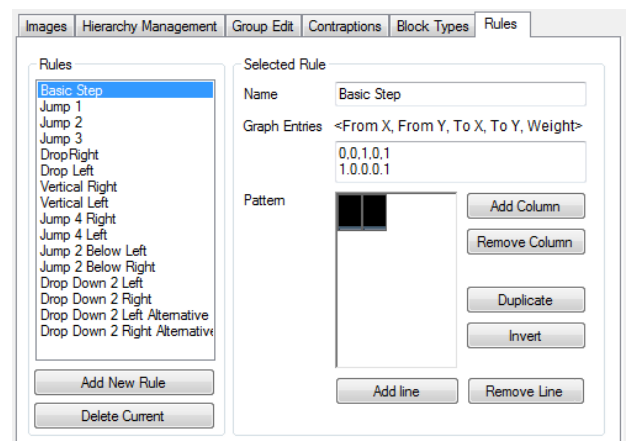 Images Hierarchy Management Group Edit Contraptions Block Types Rules
Rules
Basic Step
Jump 1
Jump 2
Jump 3
DropRight
Drop Left
Vertical Right
Vertical Left
Jump 4 Right
Jump 4 Left
Jump 2 Below Left
Jump 2 Below Right
Drop Down 2 Left
Drop Down 2 Right
Drop Down 2 Left Alternative
Drop Down 2 Right Alternative
Add New Rule
Delete Current
Selected Rule
Name Basic Step
Graph Entries <From X, From Y, To X, To Y, Weight>
0,0,1,0,1
1,0,0,0,1
Pattern
Add Column
Remove Column
Duplicate
Invert
Add line Remove Line